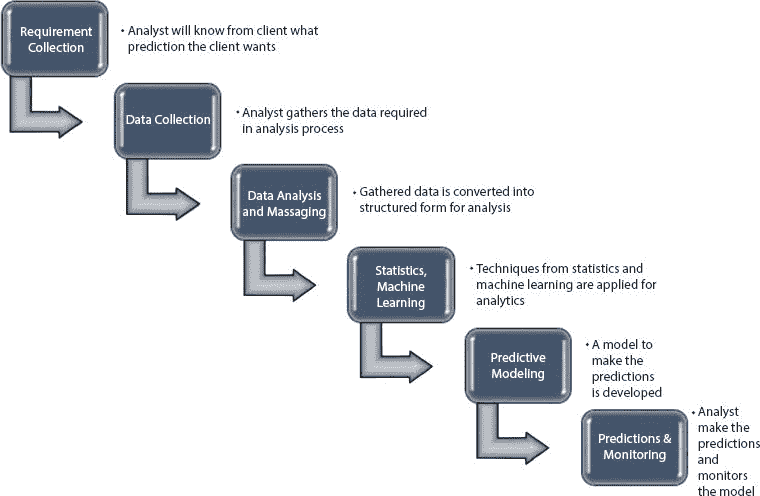 Requirement
Collection
• Analyst will know from client what
prediction the client wants
Data Collection
• Analyst gathers the data required
in analysis process
Data Analysis
and Massaging
• Gathered data is converted into
structured form for analysis
Statistics,
Machine
Learning
• Techniques from statistics and
machine learning are applied for
analytics
Predictive
Modeling
• A model to
make the
predictions
is developed
Predictions &
Monitoring
• Analyst
make the
predictions
and
monitors
the model